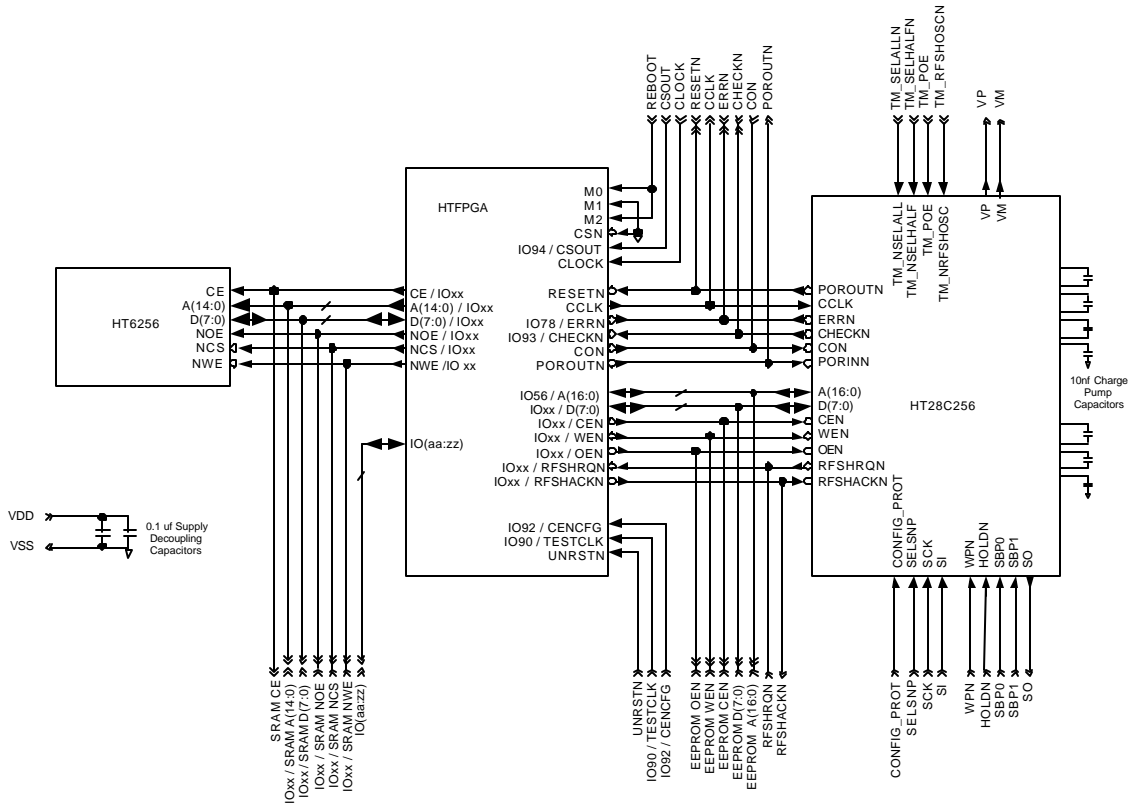 REBOOT
CSOUT
CLOCK
RESETN
CCLK
ERRN
CHECKN
CON
POROUTN
TM_SELALLN
TM_SELHALFN
TM_POE
TM_RFSHOSCN
VP
VM
HTFPGA
M0
M1
M2
CSN
IO94 / CSOUT
CLOCK
TM_NSELALL
TM_NSELHALF
TM_POE
TM_NRFSHOSC
VP
VM
HT6256
CE
A(14:0)
D(7:0)
NOE
NCS
NWE
CE / IOxx
A(14:0) / IOxx
D(7:0) / IOxx
NOE / IOxx
NCS / IOxx
NWE /IO xx
IO(aa:zz)
RESETN
CCLK
IO78 / ERRN
IO93 / CHECKN
CON
POROUTN
IO56 / A(16:0)
IOxx / D(7:0)
IOxx / CEN
IOxx / WEN
IOxx / OEN
IOxx / RFSHRQN
IOxx / RFSHACKN
IO92 / CENCFG
IO90 / TESTCLK
UNRSTN
POROUTN
CCLK
ERRN
CHECKN
CON
PORINN
A(16:0)
D(7:0)
CEN
WEN
OEN
RFSHRQN
RFSHACKN
HT28C256
10nf Charge
Pump
Capacitors
CONFIG_PROT
SELSNP
SCK
SI
WPN
HOLDN
SBP0
SBP1
SO
VDD
VSS
0.1 uf Supply
Decoupling
Capacitors
SRAM CE
IOxx / SRAM A(14:0)
IOxx / SRAM D(7:0)
IOxx / SRAM NOE
IOxx / SRAM NCS
IOxx / SRAM NWE
IO(aa:zz)
UNRSTN
IO90 / TESTCLK
IO92 / CENCFG
EEPROM OEN
EEPROM WEN
EEPROM CEN
EEPROM D(7:0)
EEPROM A(16:0)
RFSHRQN
RFSHACKN
CONFIG_PROT
SELSNP
SCK
SI
WPN
HOLDN
SBP0
SBP1
SO